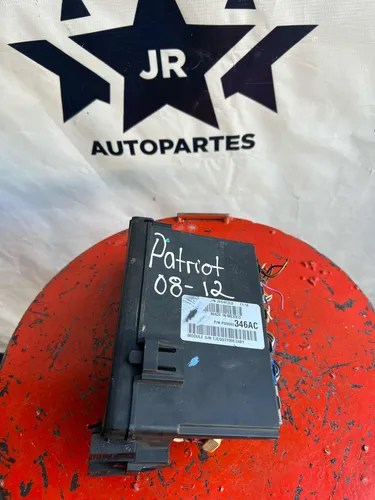 JR
AUTOPARTES
Patriot
08-12
346AC